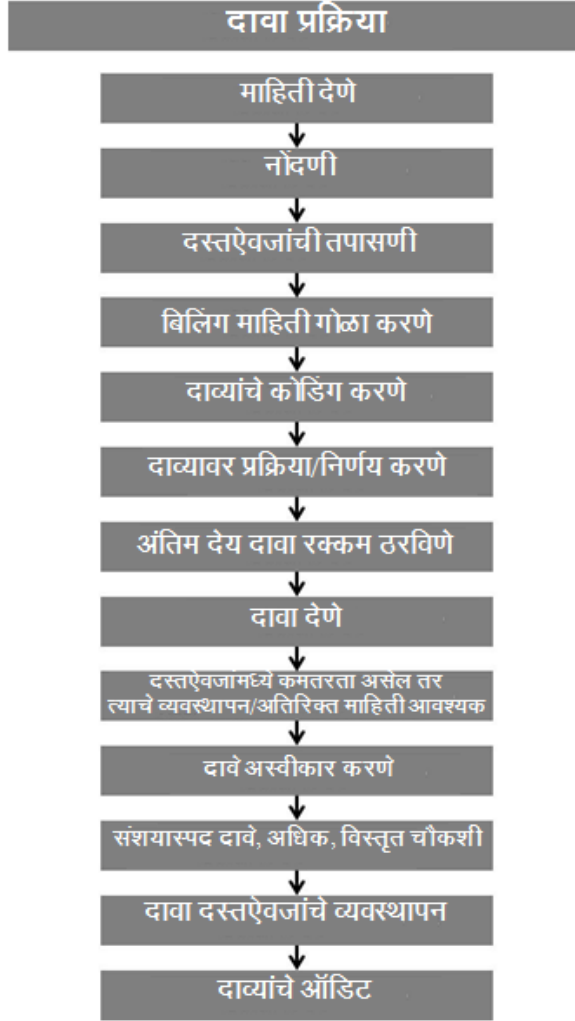 दावा प्रक्रिया
माहिती देणे
नोंदणी
दस्तऐवजांची तपासणी
बिलिंग माहिती गोळा करणे
दाव्यांचे कोडिंग करणे
दाव्यावर प्रक्रिया/निर्णय करणे
अंतिम देय दावा रक्कम ठरविणे
दावा देणे
दस्तऐवजांमध्ये कमतरता असेल तर
त्याचे व्यवस्थापन/अतिरिक्त माहिती आवश्यक
दावे अस्वीकार करणे
संशयास्पद दावे, अधिक, विस्तृत चौकशी
दावा दस्तऐवजांचे व्यवस्थापन
दाव्यांचे ऑडिट